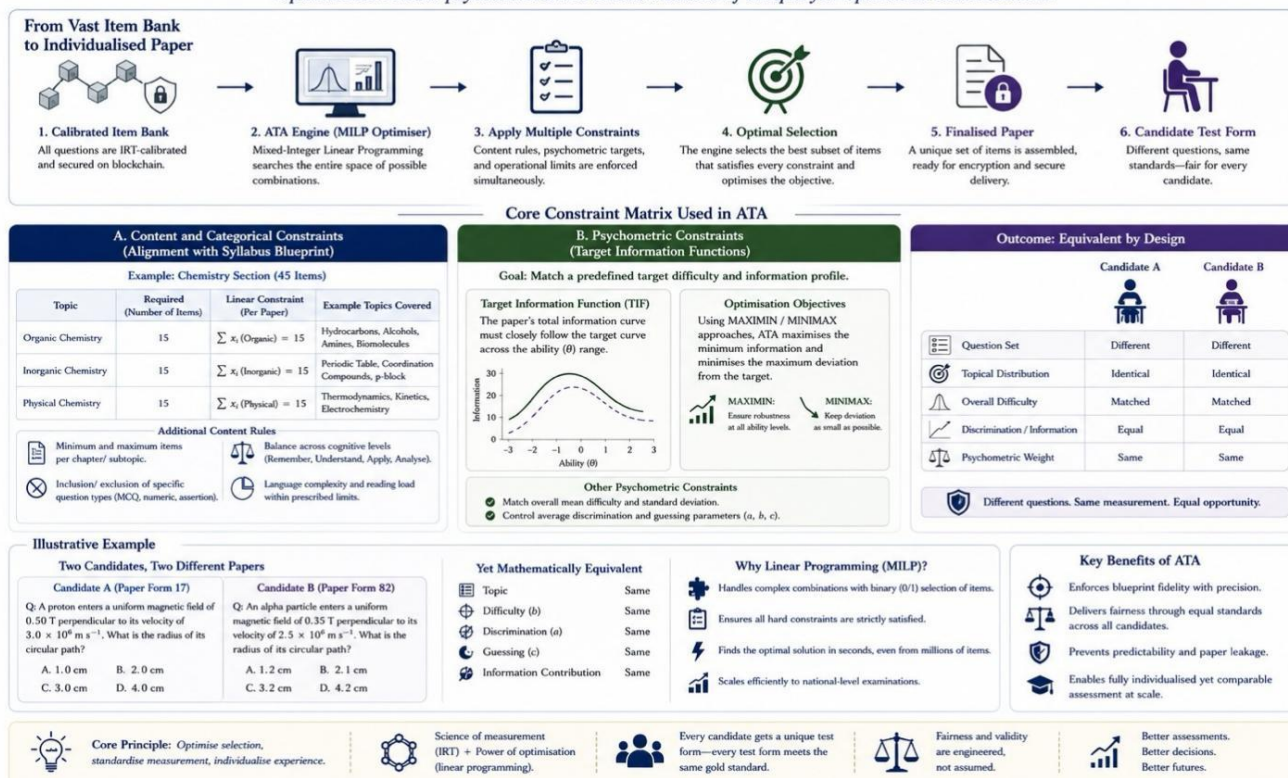 From Vast Item Bank
to Individualised Paper
1. Calibrated Item Bank
All questions are IRT-calibrated
and secured on blockchain.
2. ATA Engine (MILP Optimiser)
Mixed-Integer Linear Programming
searches the entire space of possible
combinations.
3. Apply Multiple Constraints
Content rules, psychometric targets,
and operational limits are enforced
simultaneously.
4. Optimal Selection
The engine selects the best subset of items
that satisfies every constraint and
optimises the objective.
5. Finalised Paper
A unique set of items is assembled,
ready for encryption and secure
delivery.
6. Candidate Test Form
Different questions, same
standards—fair for every
candidate.
Core Constraint Matrix Used in ATA
A. Content and Categorical Constraints
(Alignment with Syllabus Blueprint)
Example: Chemistry Section (45 Items)
Topic
Required
(Number of Items)
Linear Constraint
(Per Paper)
Example Topics Covered
Organic Chemistry
15
∑ xᵢ (Organic) = 15
Hydrocarbons, Alcohols,
Amines, Biomolecules
Inorganic Chemistry
15
∑ xᵢ (Inorganic) = 15
Periodic Table, Coordination
Compounds, p-block
Physical Chemistry
15
∑ xᵢ (Physical) = 15
Thermodynamics, Kinetics,
Electrochemistry
Additional Content Rules
Minimum and maximum items
per chapter/ subtopic.
Balance across cognitive levels
(Remember, Understand, Apply, Analyse).
Inclusion/ exclusion of specific
question types (MCQ, numeric, assertion).
Language complexity and reading load
within prescribed limits.
B. Psychometric Constraints
(Target Information Functions)
Goal: Match a predefined target difficulty and information profile.
Target Information Function (TIF)
The paper's total information curve
must closely follow the target curve
across the ability (θ) range.
Information
30
20
10
0
−3 −2 −1 0 1 2 3
Ability (θ)
Optimisation Objectives
Using MAXIMIN / MINIMAX
approaches, ATA maximises the
minimum information and
minimises the maximum deviation
from the target.
MAXIMIN:
Ensure robustness
at all ability levels.
MINIMAX:
Keep deviation
as small as possible.
Other Psychometric Constraints
Match overall mean difficulty and standard deviation.
Control average discrimination and guessing parameters (a, b, c).
Outcome: Equivalent by Design
Candidate A
Candidate B
Question Set Different Different
Topical Distribution Identical Identical
Overall Difficulty Matched Matched
Discrimination / Information Equal Equal
Psychometric Weight Same Same
Different questions. Same measurement. Equal opportunity.
Illustrative Example
Two Candidates, Two Different Papers
Candidate A (Paper Form 17)
Q: A proton enters a uniform magnetic field of
0.50 T perpendicular to its velocity of
3.0 × 10⁶ m s⁻¹. What is the radius of its
circular path?
A. 1.0 cm B. 2.0 cm
C. 3.0 cm D. 4.0 cm
Candidate B (Paper Form 82)
Q: An alpha particle enters a uniform
magnetic field of 0.35 T perpendicular to its
velocity of 2.5 × 10⁶ m s⁻¹. What is the
radius of its circular path?
A. 1.2 cm B. 2.1 cm
C. 3.2 cm D. 4.2 cm
Yet Mathematically Equivalent
Topic Same
Difficulty (b) Same
Discrimination (a) Same
Guessing (c) Same
Information Contribution Same
Why Linear Programming (MILP)?
Handles complex combinations with binary (0/1) selection of items.
Ensures all hard constraints are strictly satisfied.
Finds the optimal solution in seconds, even from millions of items.
Scales efficiently to national-level examinations.
Key Benefits of ATA
Enforces blueprint fidelity with precision.
Delivers fairness through equal standards
across all candidates.
Prevents predictability and paper leakage.
Enables fully individualised yet comparable
assessment at scale.
Core Principle: Optimise selection,
standardise measurement, individualise experience.
Science of measurement
(IRT) + Power of optimisation
(linear programming).
Every candidate gets a unique test
form—every test form meets the
same gold standard.
Fairness and validity
are engineered,
not assumed.
Better assessments.
Better decisions.
Better futures.